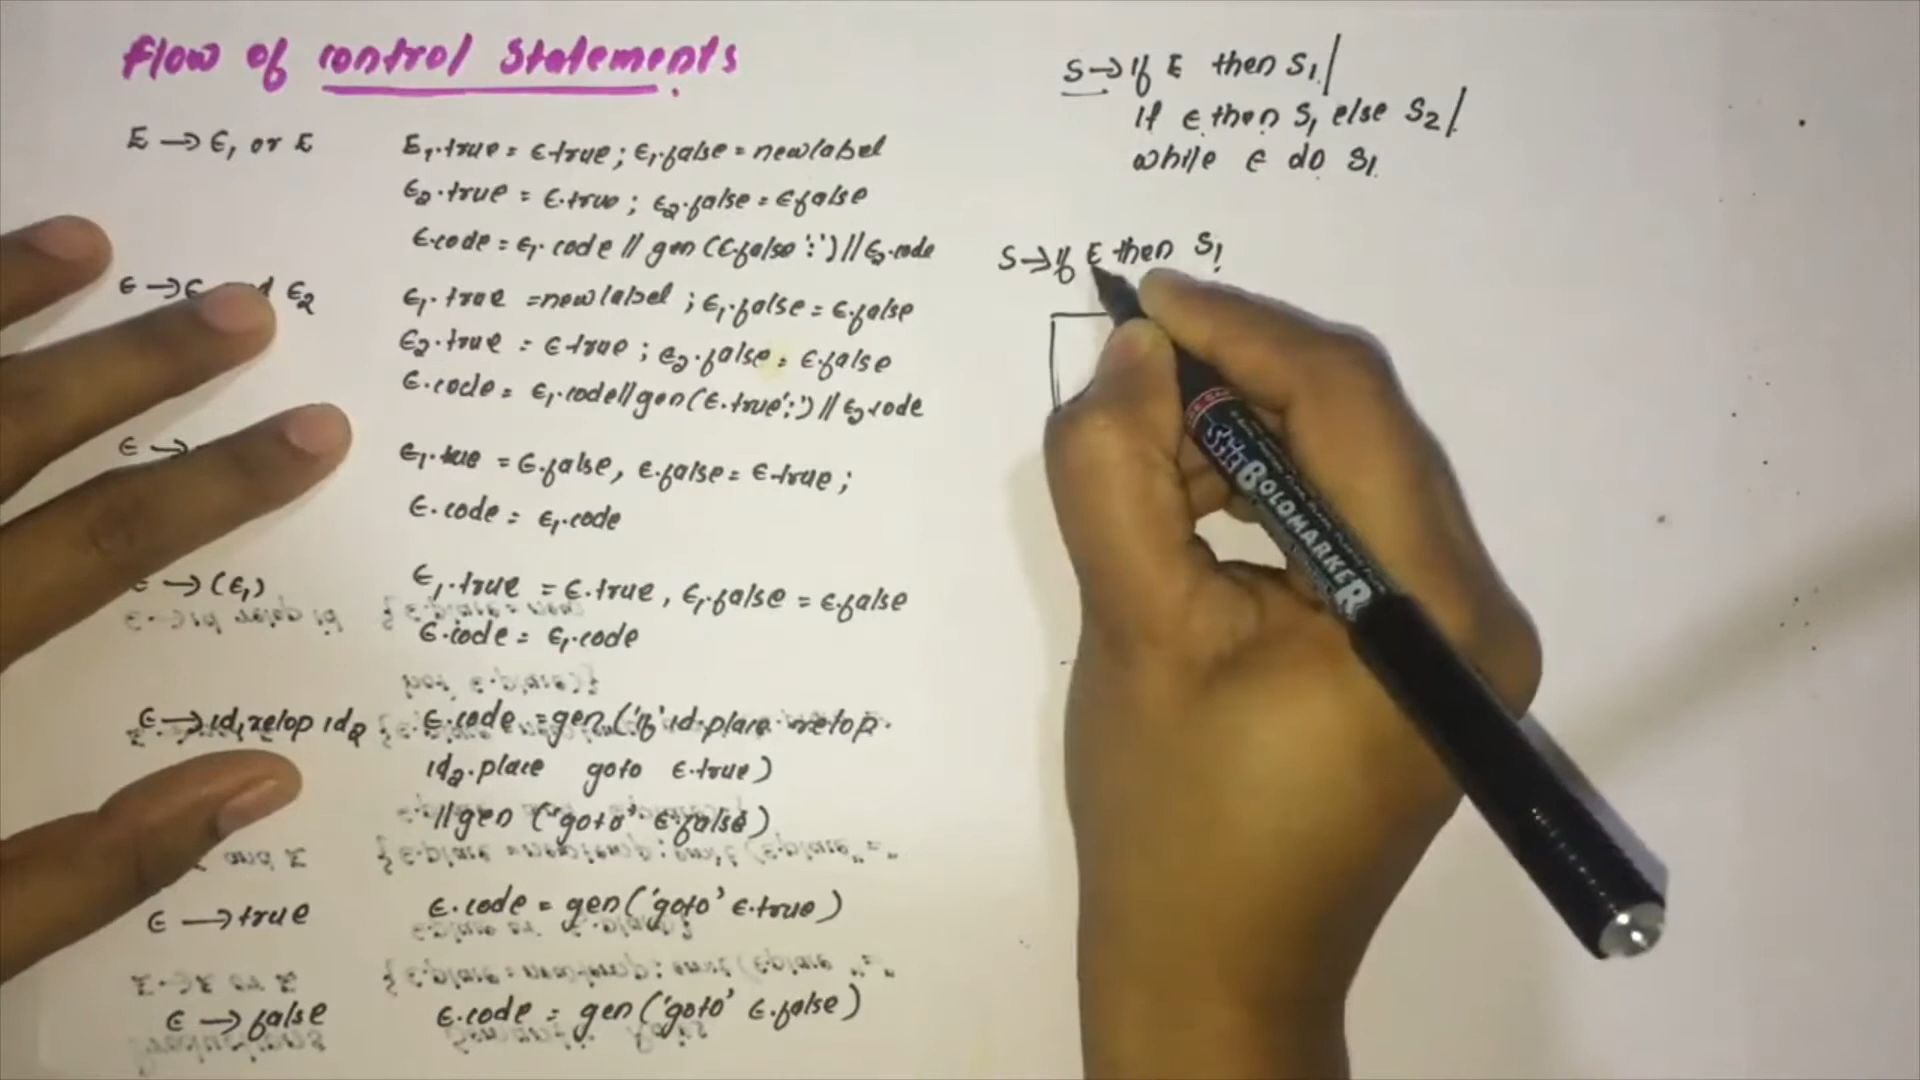 Flow of control Statements.
E → E1 or E
E1.true = E.true ; E1.false = newlabel
E2.true = E.true ; E2.false = E.false
E.code = E1.code // gen (E.false ':') // E2.code
E → E2
E1.true = newlabel ; E1.false = E.false
E2.true = E.true ; E2.false = E.false
E.code = E1.code // gen (E.true ':') // E2.code
E →
E1.true = E.false, E.false = E.true ;
E.code = E1.code
E → (E1)
E1.true = E.true, E1.false = E.false
E.code = E1.code
E → id1 relop id2
E.code = gen ('if' id.place relop.
id2.place goto E.true)
// gen ('goto' E.false)
E → true
E.code = gen ('goto' E.true)
E → false
E.code = gen ('goto' E.false)
S → if E then S1 |
if E then S1 else S2 |
while E do S1
S → if E then S1
BOLDMARKER